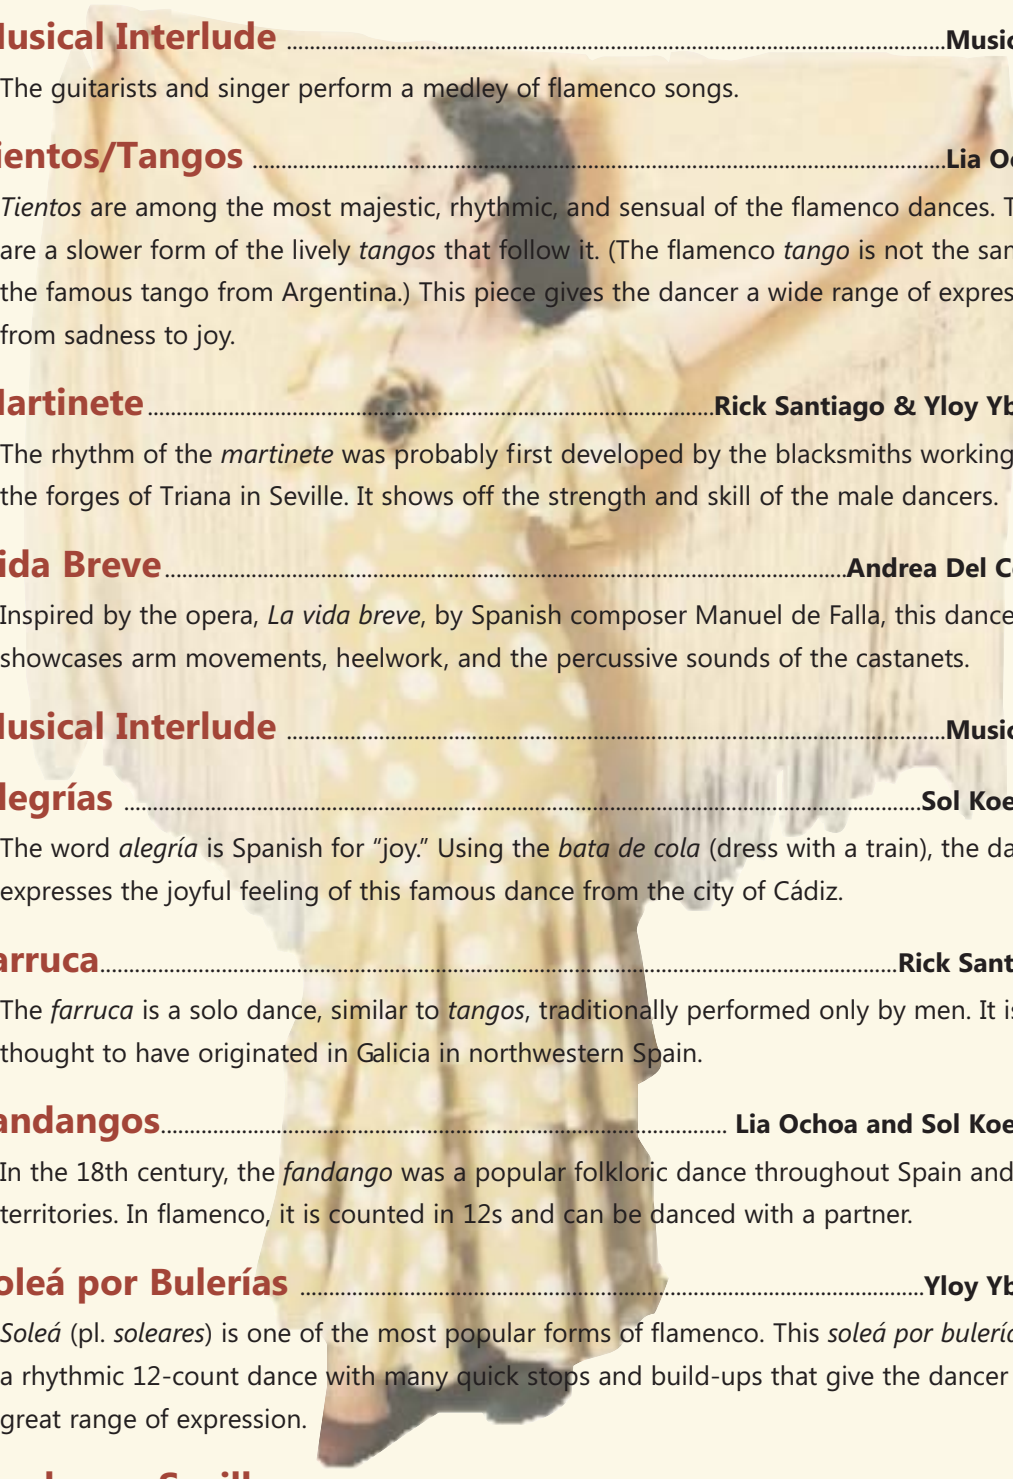 usical Interlude ..... Music
The guitarists and singer perform a medley of flamenco songs.
ientos/Tangos ..... Lia O
Tientos are among the most majestic, rhythmic, and sensual of the flamenco dances. T
are a slower form of the lively tangos that follow it. (The flamenco tango is not the sa
the famous tango from Argentina.) This piece gives the dancer a wide range of expres
from sadness to joy.
artinete ..... Rick Santiago & Yloy Yb
The rhythm of the martinete was probably first developed by the blacksmiths working
the forges of Triana in Seville. It shows off the strength and skill of the male dancers.
ida Breve ..... Andrea Del C
Inspired by the opera, La vida breve, by Spanish composer Manuel de Falla, this dance
showcases arm movements, heelwork, and the percussive sounds of the castanets.
usical Interlude ..... Music
legrías ..... Sol Koe
The word alegría is Spanish for “joy.” Using the bata de cola (dress with a train), the da
expresses the joyful feeling of this famous dance from the city of Cádiz.
arruca ..... Rick Sant
The farruca is a solo dance, similar to tangos, traditionally performed only by men. It is
thought to have originated in Galicia in northwestern Spain.
andangos ..... Lia Ochoa and Sol Koe
In the 18th century, the fandango was a popular folkloric dance throughout Spain and
territories. In flamenco, it is counted in 12s and can be danced with a partner.
oleá por Bulerías ..... Yloy Yb
Soleá (pl. soleares) is one of the most popular forms of flamenco. This soleá por bulería
a rhythmic 12-count dance with many quick stops and build-ups that give the dancer
great range of expression.